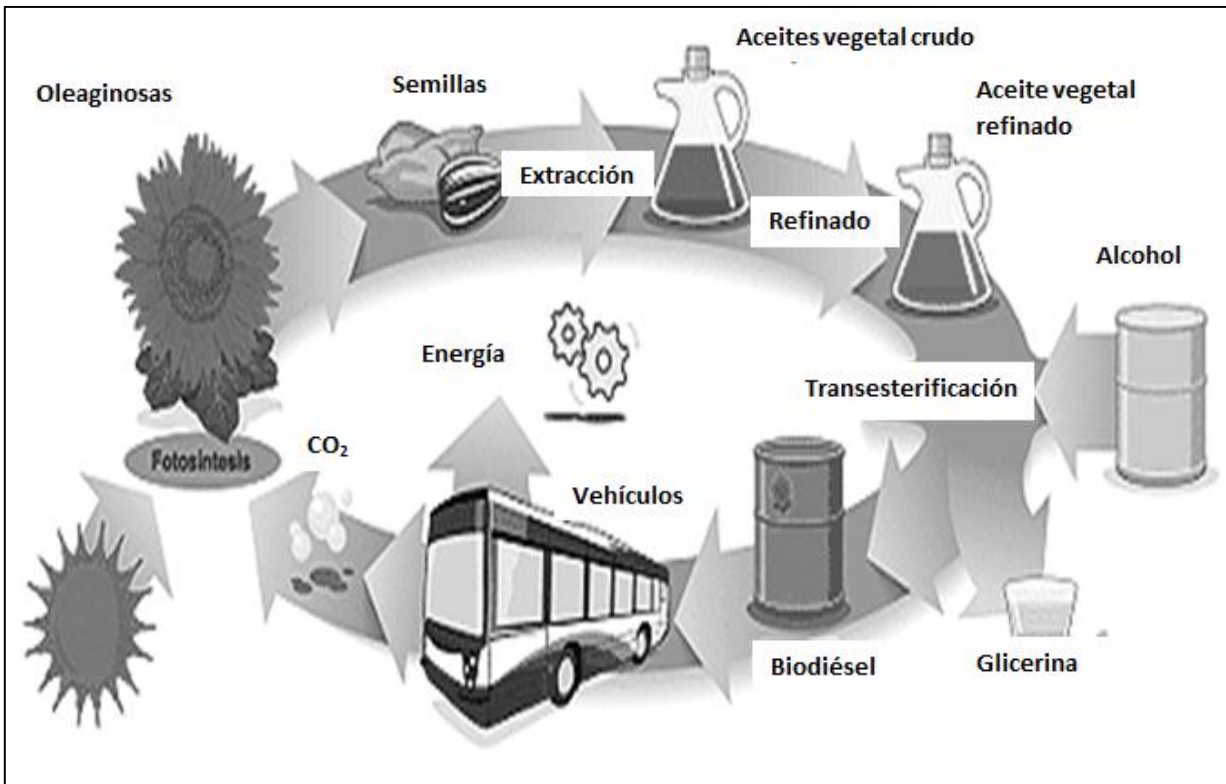 Aceites vegetal crudo
Oleaginosas
Semillas
Aceite vegetal
refinado
Extracción
Refinado
Alcohol
Energía
Transesterificación
CO₂
Fotosíntesis
Vehículos
Biodiésel
Glicerina